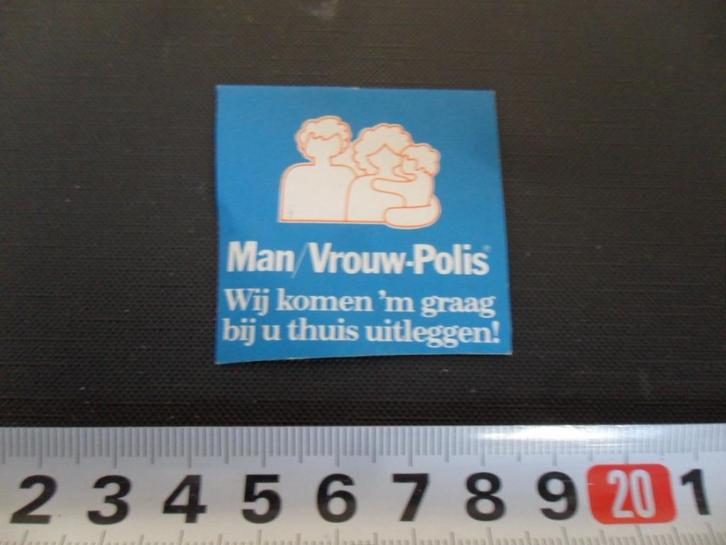 Man/Vrouw-Polis®
Wij komen 'm graag
bij u thuis uitleggen!
2 3 4 5 6 7 8 9 20 1